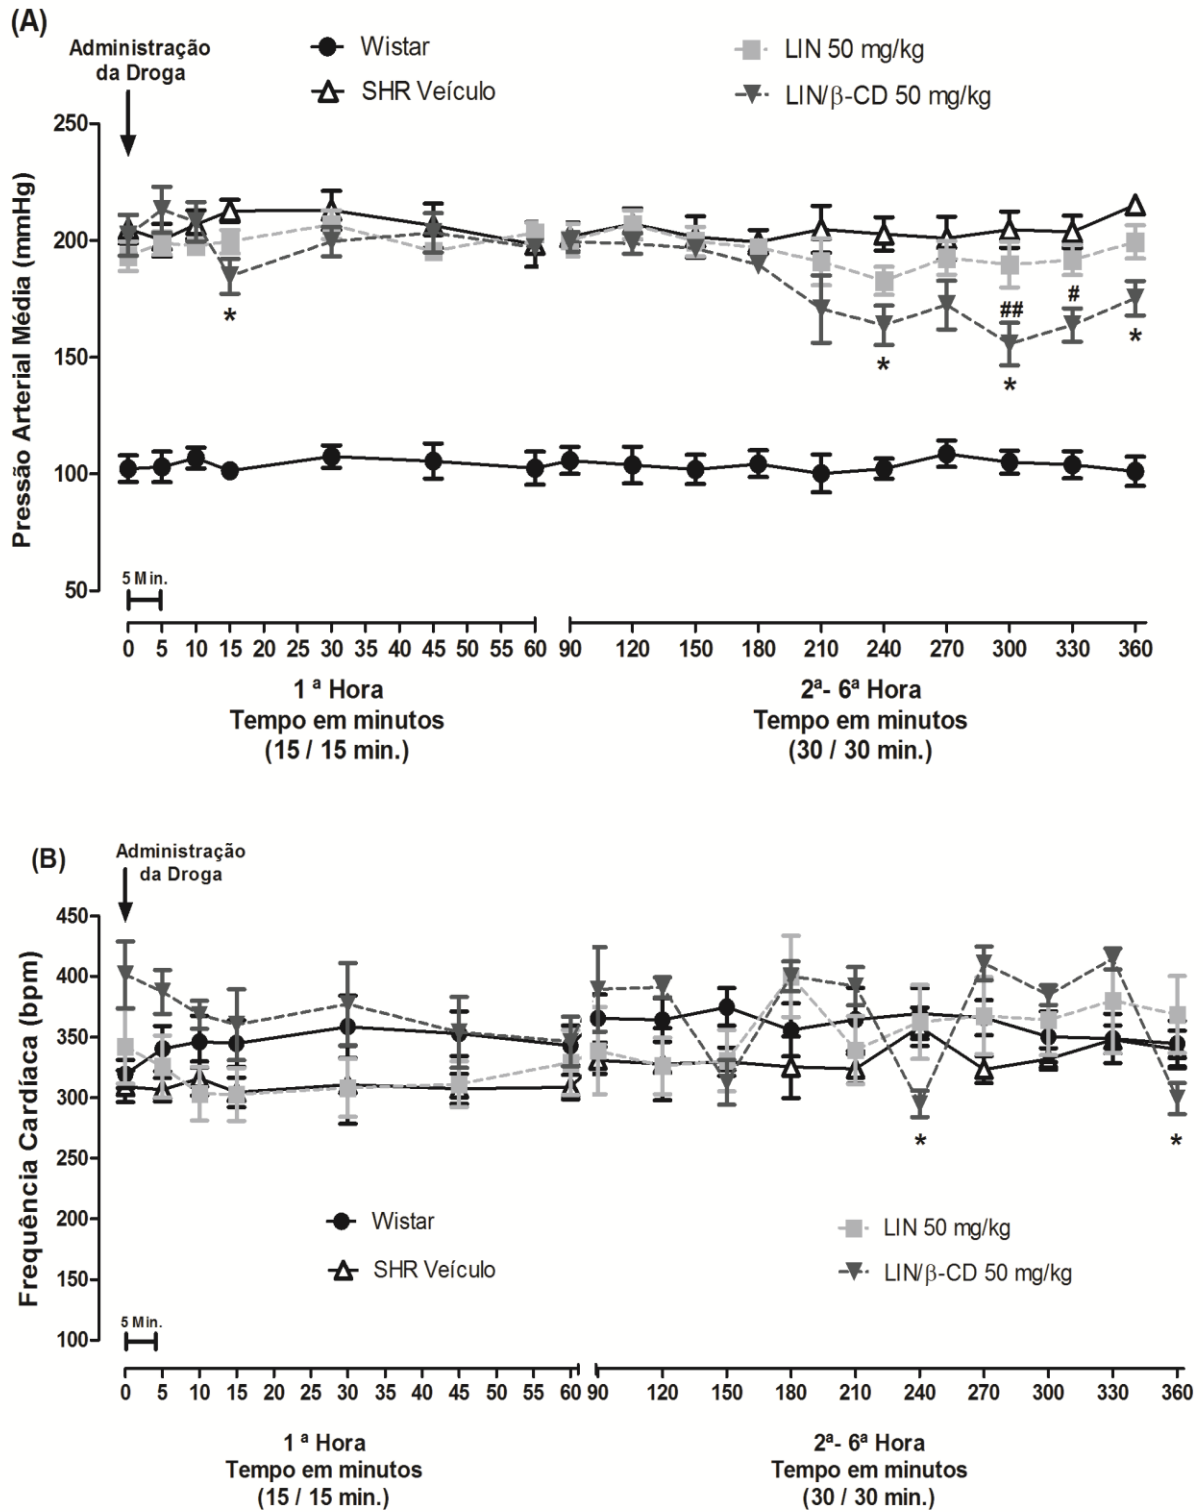 (A)
Administração
da Droga
Wistar
SHR Veículo
LIN 50 mg/kg
LIN/β-CD 50 mg/kg
Pressão Arterial Média (mmHg)
250
200
150
100
50
*
*
##
*
#
*
5 Min.
0 5 10 15 20 25 30 35 40 45 50 55 60 90 120 150 180 210 240 270 300 330 360
1 ª Hora
Tempo em minutos
(15 / 15 min.)
2ª- 6ª Hora
Tempo em minutos
(30 / 30 min.)
(B)
Administração
da Droga
Frequência Cardíaca (bpm)
450
400
350
300
250
200
150
100
*
*
Wistar
SHR Veículo
LIN 50 mg/kg
LIN/β-CD 50 mg/kg
5 Min.
0 5 10 15 20 25 30 35 40 45 50 55 60 90 120 150 180 210 240 270 300 330 360
1 ª Hora
Tempo em minutos
(15 / 15 min.)
2ª- 6ª Hora
Tempo em minutos
(30 / 30 min.)